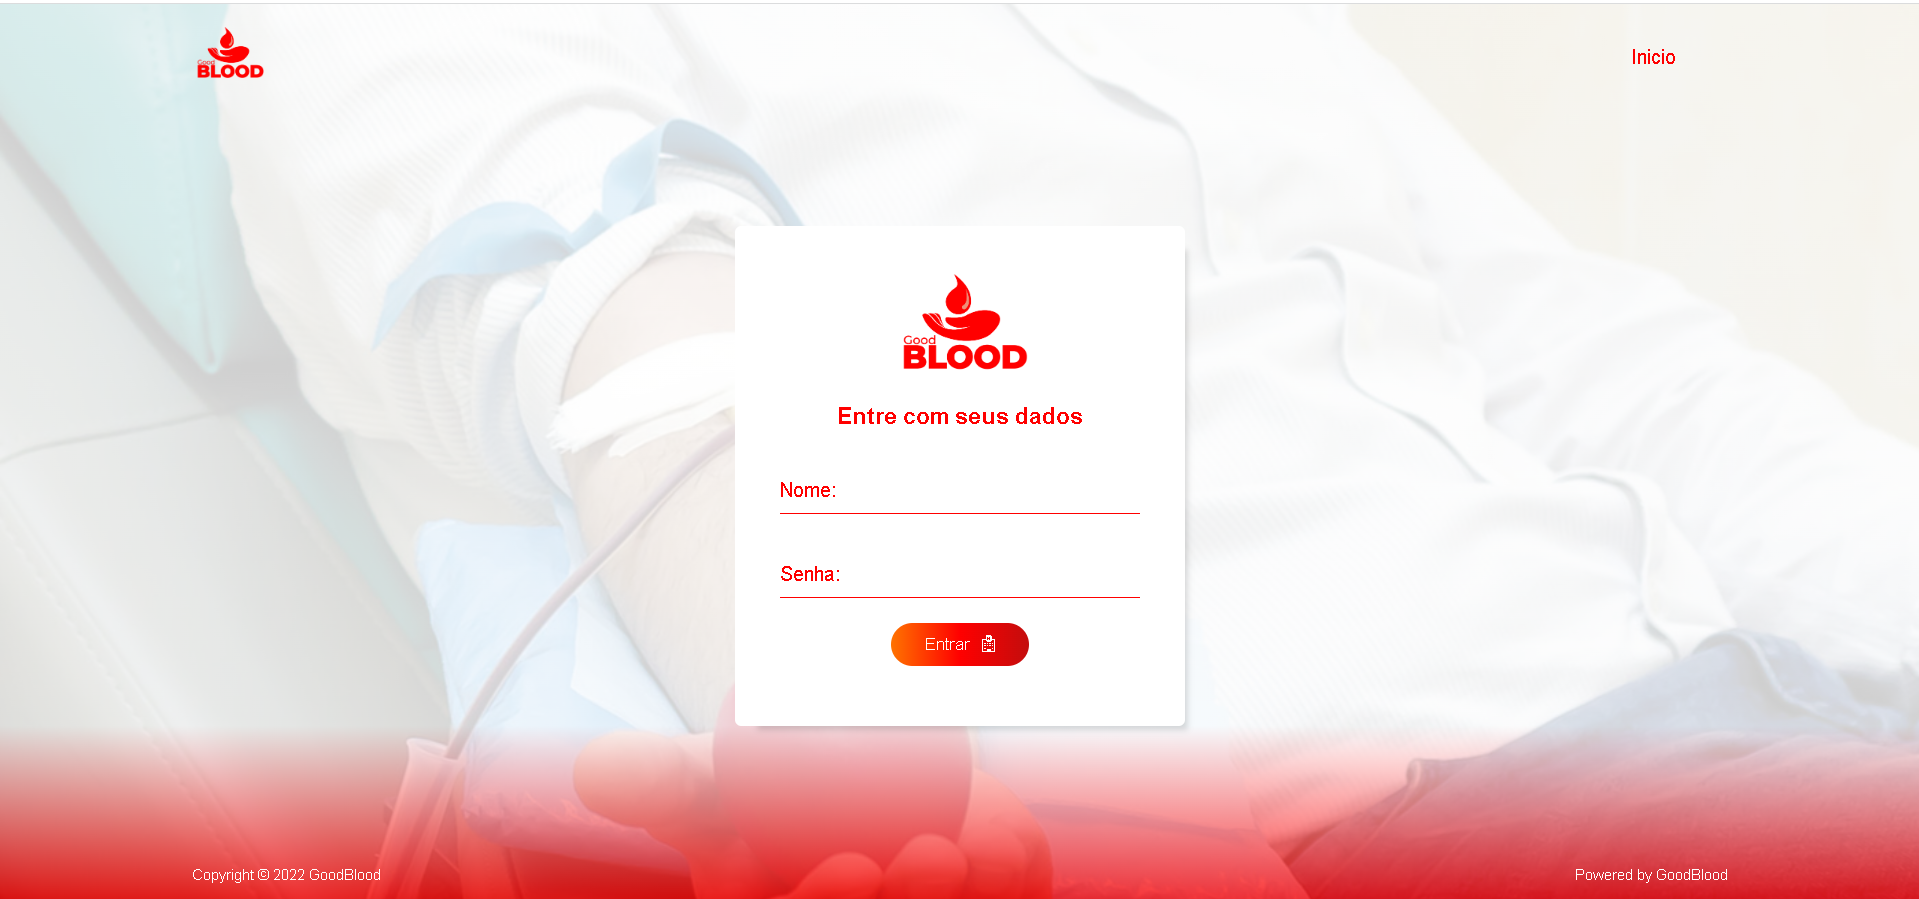 Good
BLOOD
Inicio
Good
BLOOD
Entre com seus dados
Nome:
Senha:
Entrar
Copyright © 2022 GoodBlood
Powered by GoodBlood